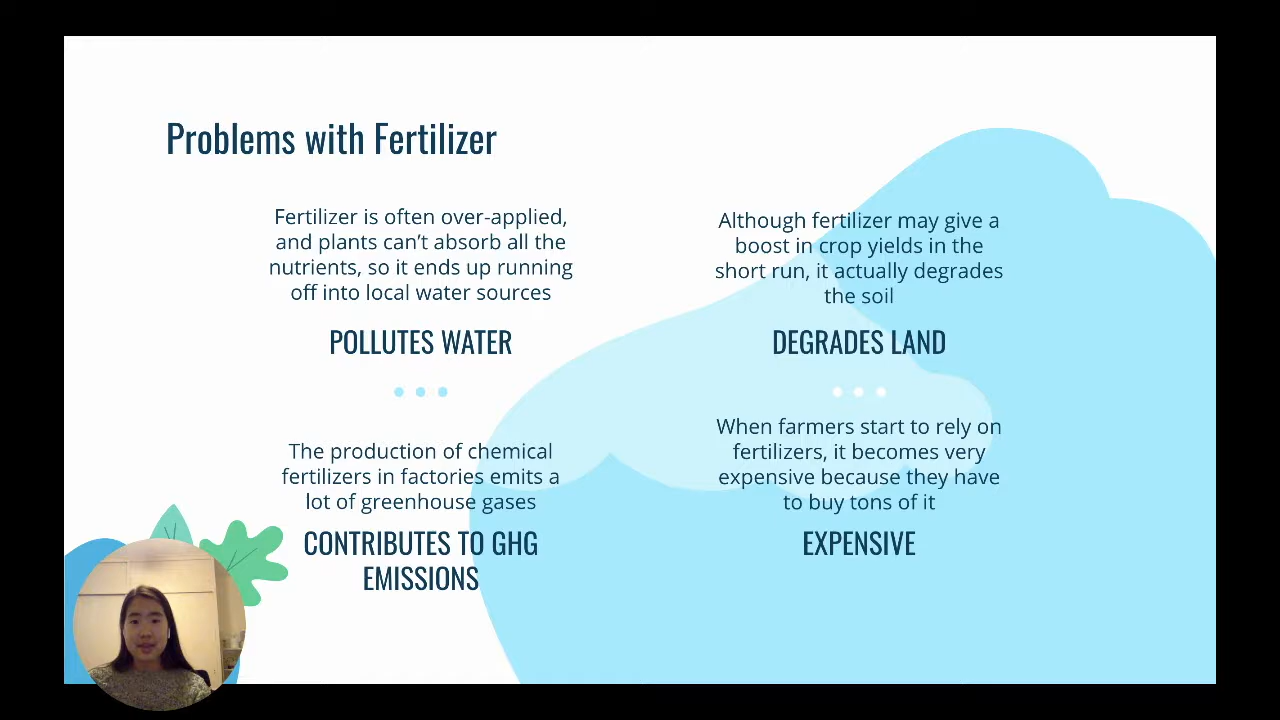 Problems with Fertilizer
Fertilizer is often over-applied,
and plants can’t absorb all the
nutrients, so it ends up running
off into local water sources
POLLUTES WATER
Although fertilizer may give a
boost in crop yields in the
short run, it actually degrades
the soil
DEGRADES LAND
The production of chemical
fertilizers in factories emits a
lot of greenhouse gases
CONTRIBUTES TO GHG
EMISSIONS
When farmers start to rely on
fertilizers, it becomes very
expensive because they have
to buy tons of it
EXPENSIVE